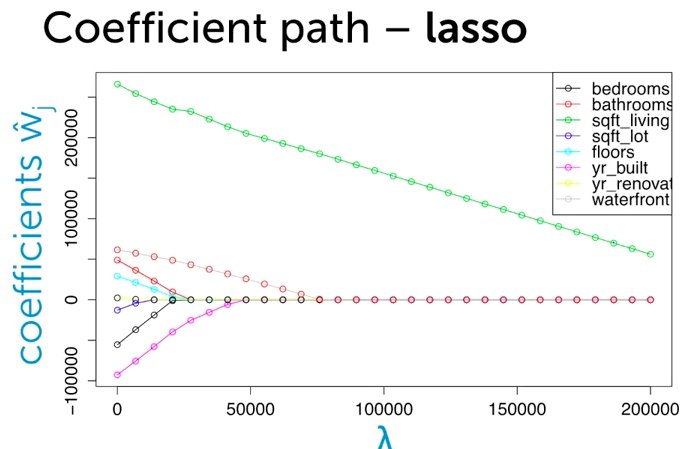 Coefficient path – lasso
coefficients ŵj
200000
100000
0
−100000
bedrooms
bathrooms
sqft_living
sqft_lot
floors
yr_built
yr_renovat
waterfront
0 50000 100000 150000 200000
λ